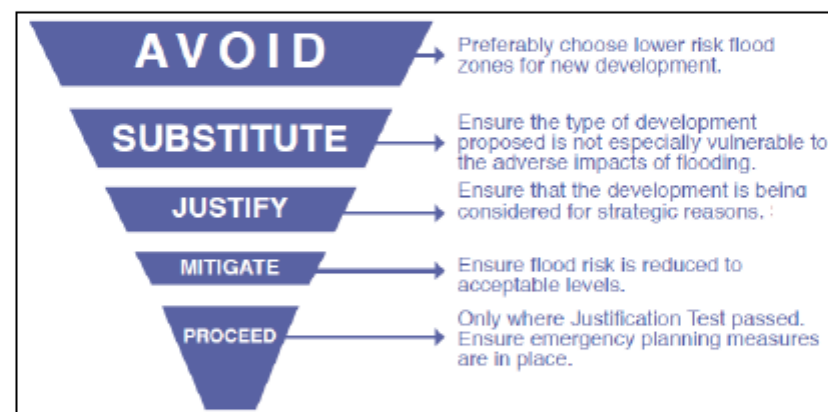 AVOID
Preferably choose lower risk flood
zones for new development.
SUBSTITUTE
Ensure the type of development
proposed is not especially vulnerable to
the adverse impacts of flooding.
JUSTIFY
Ensure that the development is being
considered for strategic reasons.
MITIGATE
Ensure flood risk is reduced to
acceptable levels.
PROCEED
Only where Justification Test passed.
Ensure emergency planning measures
are in place.